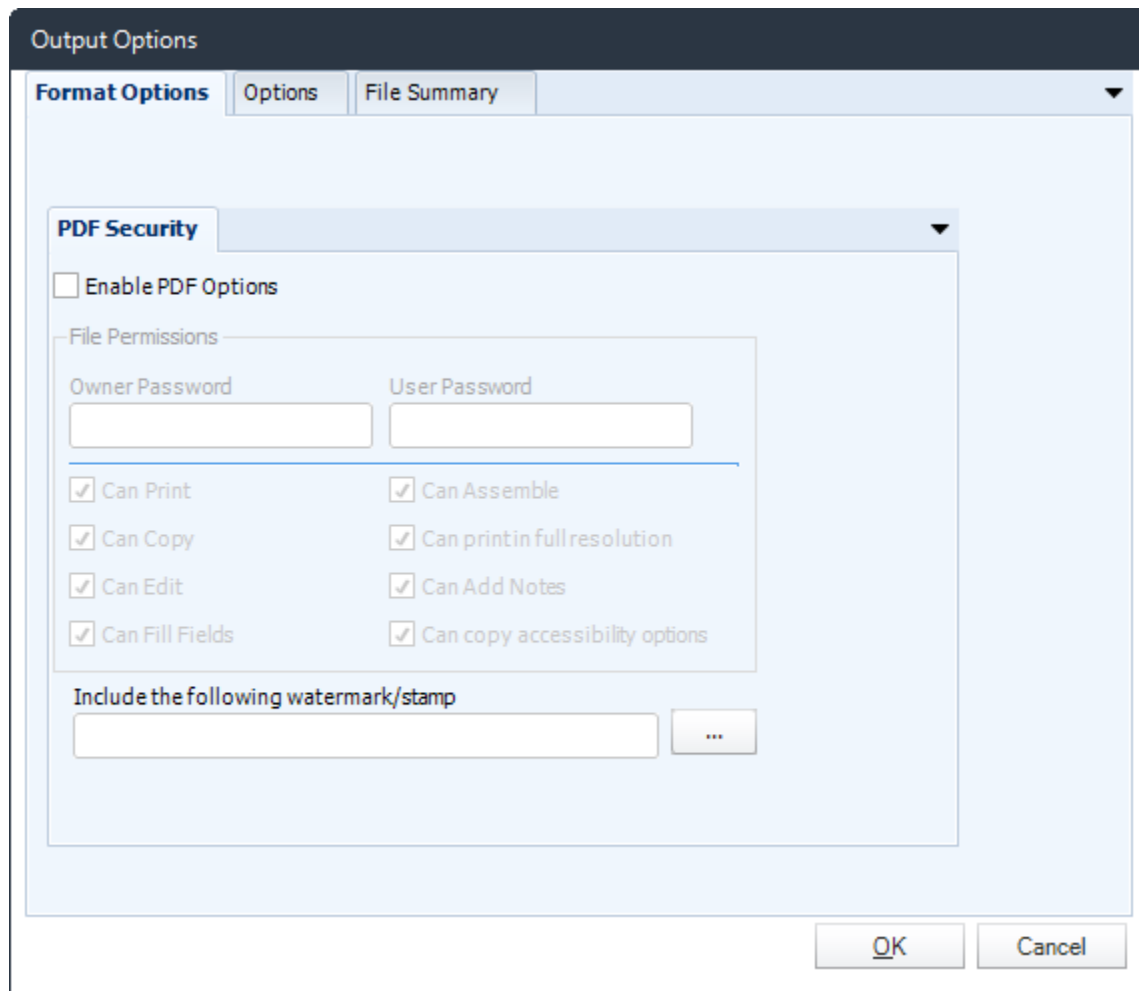 Output Options
Format Options Options File Summary
PDF Security
Enable PDF Options
File Permissions
Owner Password User Password
Can Print Can Assemble
Can Copy Can print in full resolution
Can Edit Can Add Notes
Can Fill Fields Can copy accessibility options
Include the following watermark/stamp
...
OK Cancel